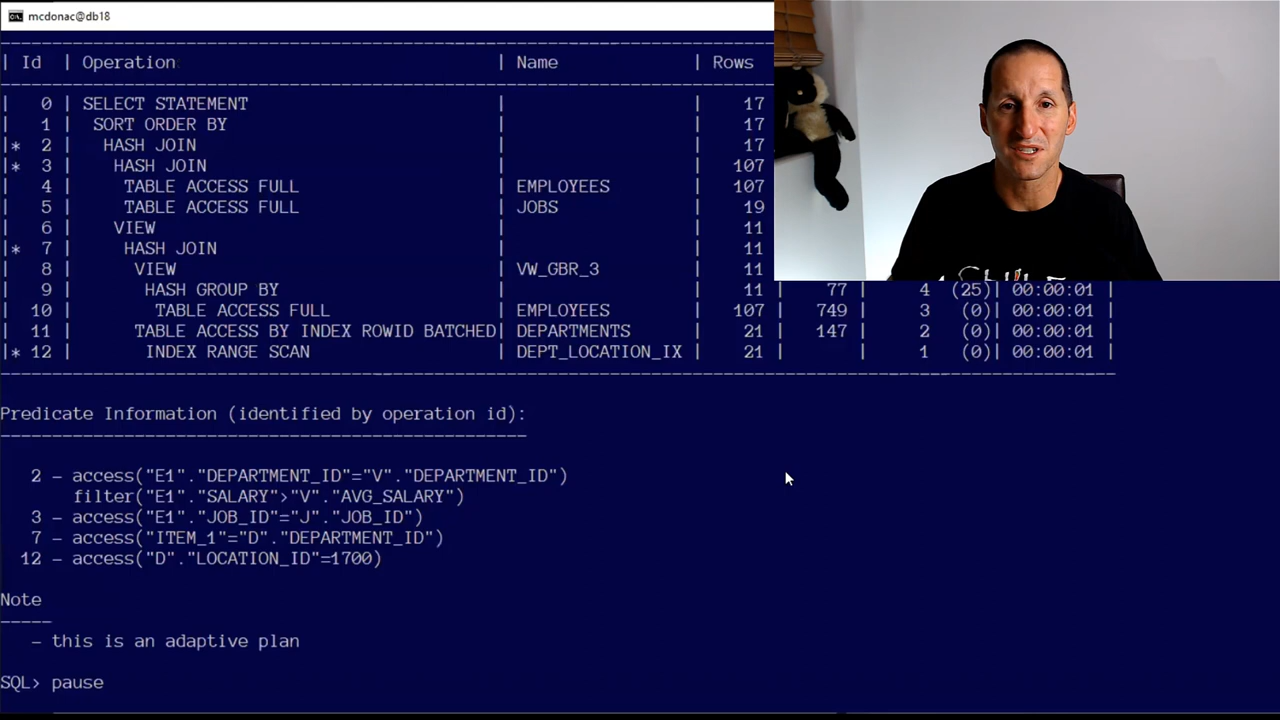 mcdonac@db18
| Id | Operation | Name | Rows
| 0 | SELECT STATEMENT | | 17
| 1 | SORT ORDER BY | | 17
|* 2 | HASH JOIN | | 17
|* 3 | HASH JOIN | | 107
| 4 | TABLE ACCESS FULL | EMPLOYEES | 107
| 5 | TABLE ACCESS FULL | JOBS | 19
| 6 | VIEW | | 11
|* 7 | HASH JOIN | | 11
| 8 | VIEW | VW_GBR_3 | 11
| 9 | HASH GROUP BY | | 11 | 77 | 4 (25)| 00:00:01 |
| 10 | TABLE ACCESS FULL | EMPLOYEES | 107 | 749 | 3 (0)| 00:00:01 |
| 11 | TABLE ACCESS BY INDEX ROWID BATCHED| DEPARTMENTS | 21 | 147 | 2 (0)| 00:00:01 |
|* 12 | INDEX RANGE SCAN | DEPT_LOCATION_IX | 21 | | 1 (0)| 00:00:01 |
Predicate Information (identified by operation id):
2 - access("E1"."DEPARTMENT_ID"="V"."DEPARTMENT_ID")
filter("E1"."SALARY">"V"."AVG_SALARY")
3 - access("E1"."JOB_ID"="J"."JOB_ID")
7 - access("ITEM_1"="D"."DEPARTMENT_ID")
12 - access("D"."LOCATION_ID"=1700)
Note
-----
- this is an adaptive plan
SQL> pause